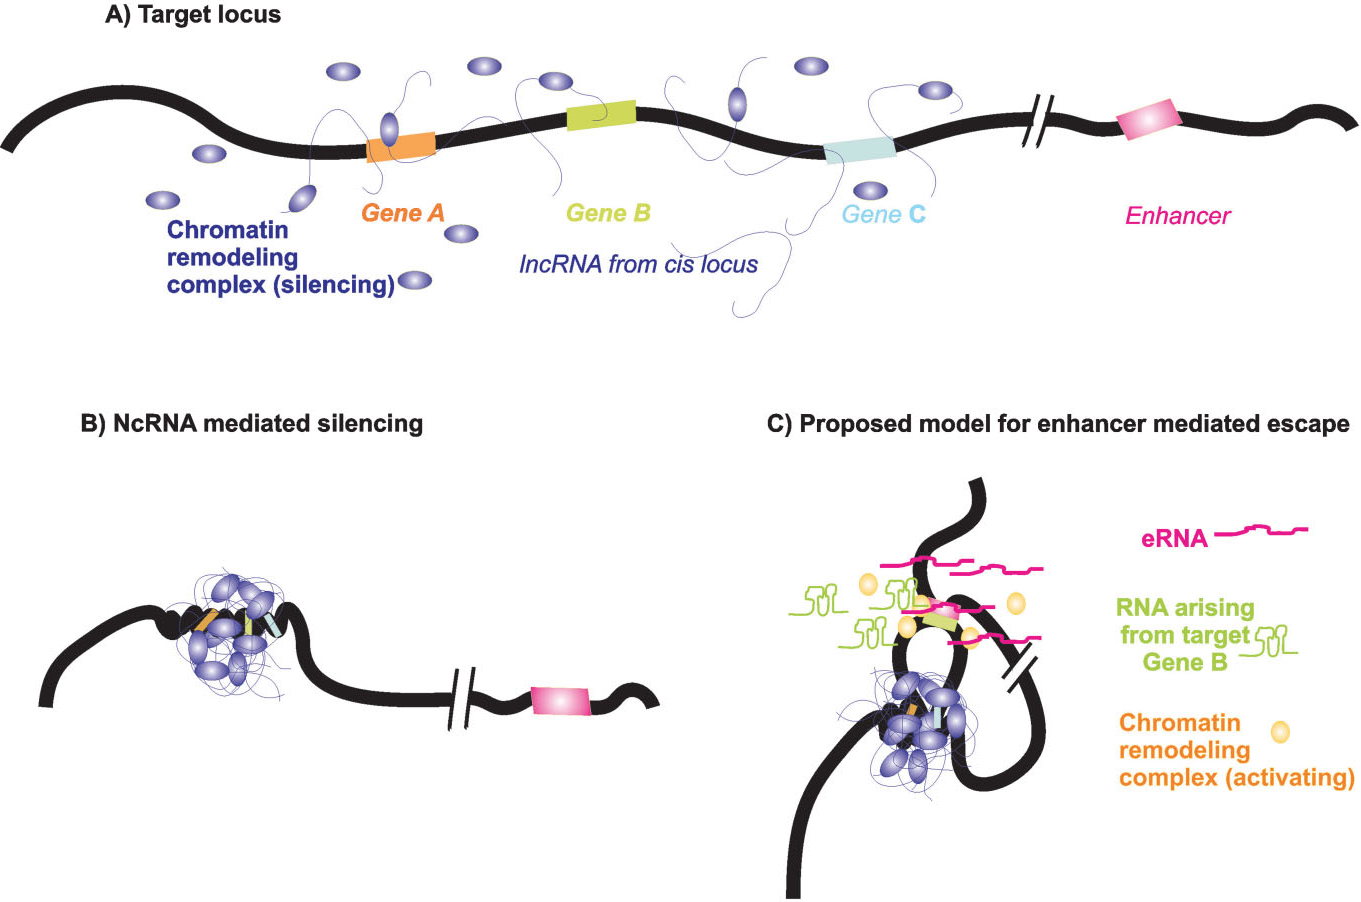 A) Target locus
Gene A
Gene B
Gene C
Enhancer
Chromatin
remodeling
complex (silencing)
lncRNA from cis locus
B) NcRNA mediated silencing
C) Proposed model for enhancer mediated escape
eRNA
RNA arising
from target
Gene B
Chromatin
remodeling
complex (activating)